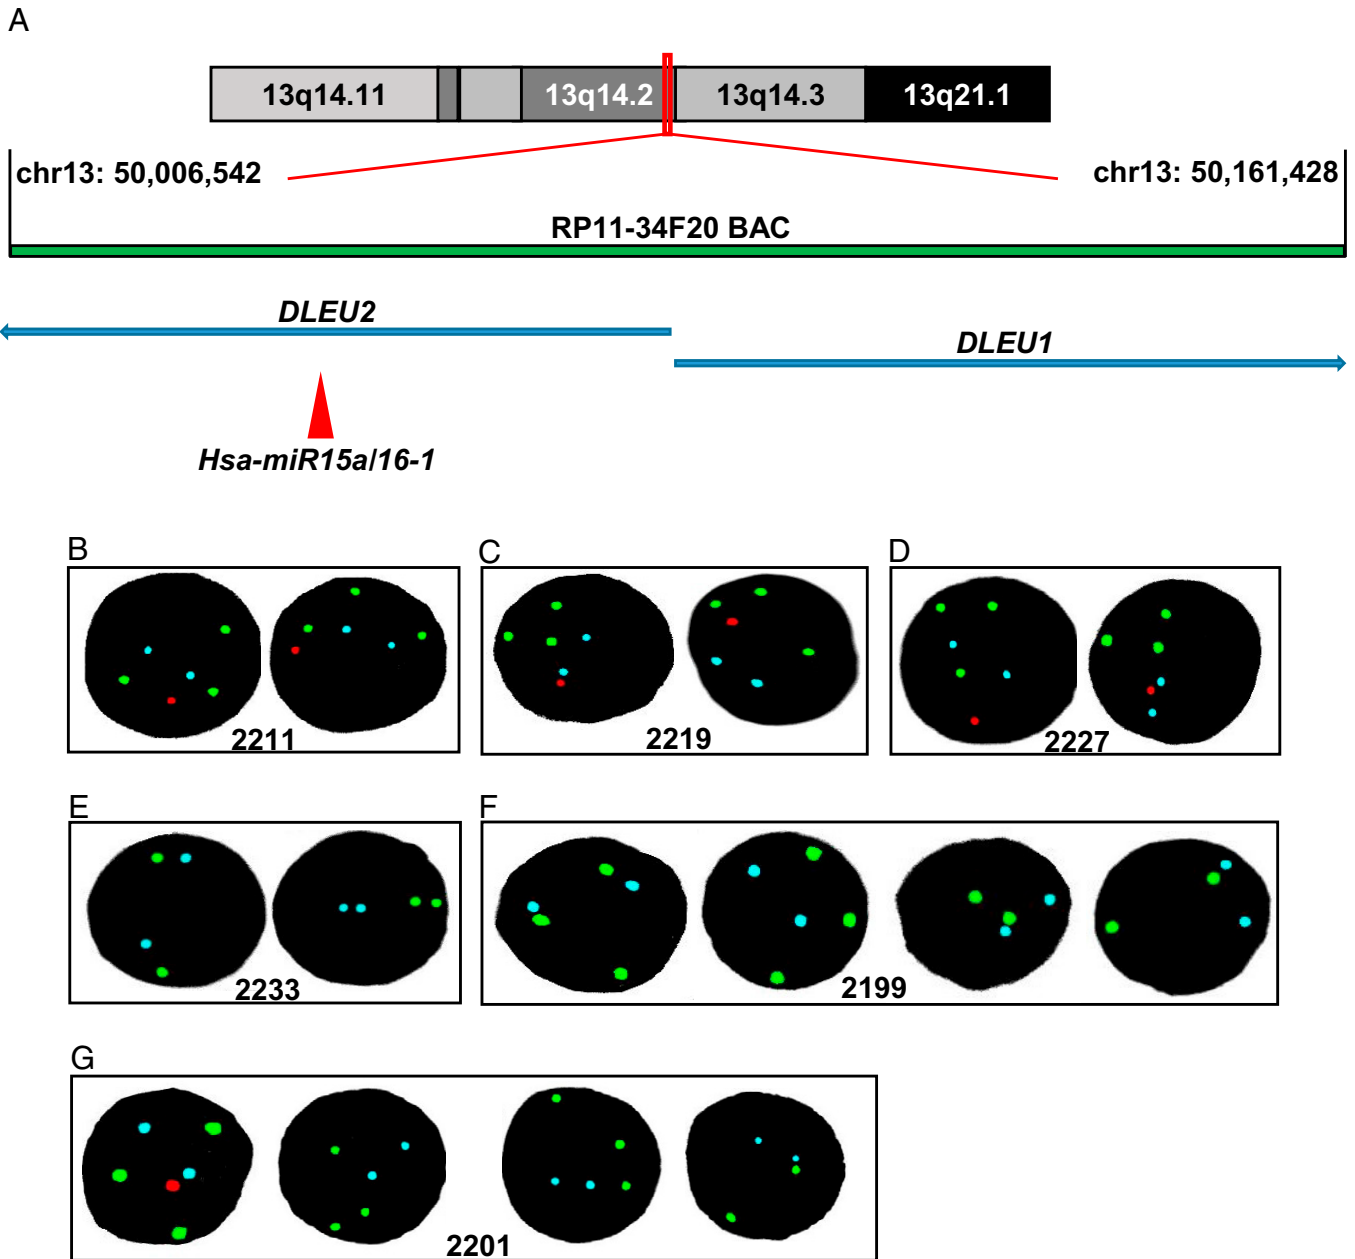 A
13q14.11
13q14.2
13q14.3
13q21.1
chr13: 50,006,542
chr13: 50,161,428
RP11-34F20 BAC
DLEU2
DLEU1
Hsa-miR15a/16-1
B
C
D
2211
2219
2227
E
F
2233
2199
G
2201